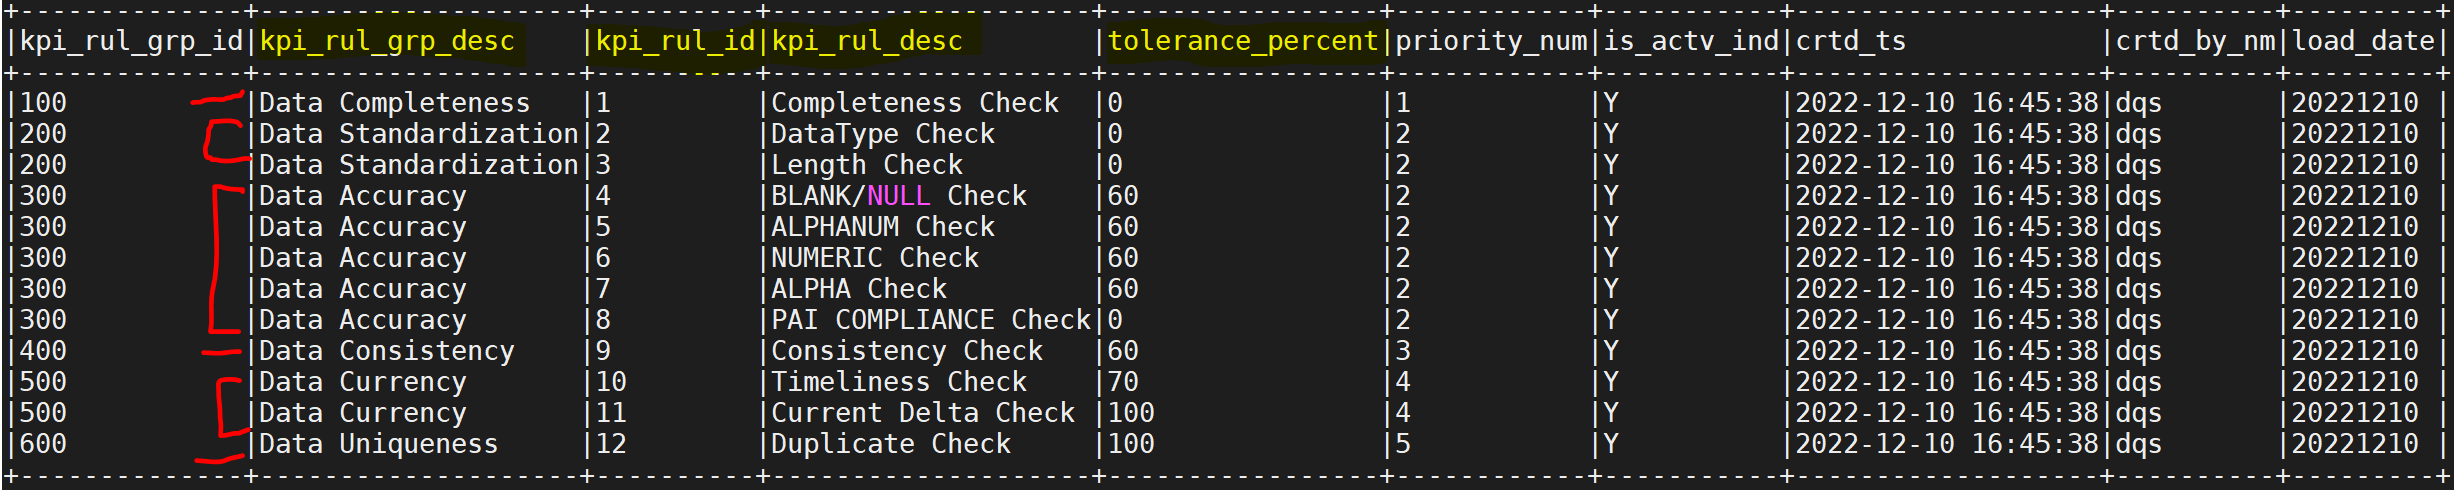 +--------------+--------------------+----------+--------------------+-----------------+------------+-----------+-------------------+----------+---------+
|kpi_rul_grp_id|kpi_rul_grp_desc    |kpi_rul_id|kpi_rul_desc        |tolerance_percent|priority_num|is_actv_ind|crtd_ts            |crtd_by_nm|load_date|
+--------------+--------------------+----------+--------------------+-----------------+------------+-----------+-------------------+----------+---------+
|100           |Data Completeness   |1         |Completeness Check  |0                |1           |Y          |2022-12-10 16:45:38|dqs       |20221210 |
|200           |Data Standardization|2         |DataType Check      |0                |2           |Y          |2022-12-10 16:45:38|dqs       |20221210 |
|200           |Data Standardization|3         |Length Check        |0                |2           |Y          |2022-12-10 16:45:38|dqs       |20221210 |
|300           |Data Accuracy       |4         |BLANK/NULL Check    |60               |2           |Y          |2022-12-10 16:45:38|dqs       |20221210 |
|300           |Data Accuracy       |5         |ALPHANUM Check      |60               |2           |Y          |2022-12-10 16:45:38|dqs       |20221210 |
|300           |Data Accuracy       |6         |NUMERIC Check       |60               |2           |Y          |2022-12-10 16:45:38|dqs       |20221210 |
|300           |Data Accuracy       |7         |ALPHA Check         |60               |2           |Y          |2022-12-10 16:45:38|dqs       |20221210 |
|300           |Data Accuracy       |8         |PAI COMPLIANCE Check|0                |2           |Y          |2022-12-10 16:45:38|dqs       |20221210 |
|400           |Data Consistency    |9         |Consistency Check   |60               |3           |Y          |2022-12-10 16:45:38|dqs       |20221210 |
|500           |Data Currency       |10        |Timeliness Check    |70               |4           |Y          |2022-12-10 16:45:38|dqs       |20221210 |
|500           |Data Currency       |11        |Current Delta Check |100              |4           |Y          |2022-12-10 16:45:38|dqs       |20221210 |
|600           |Data Uniqueness     |12        |Duplicate Check     |100              |5           |Y          |2022-12-10 16:45:38|dqs       |20221210 |
+--------------+--------------------+----------+--------------------+-----------------+------------+-----------+-------------------+----------+---------+